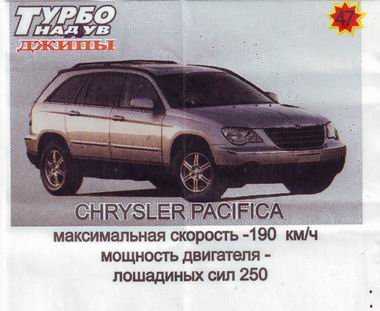 ТУРБО
НАДУВ
ДЖИПЫ
47
CHRYSLER PACIFICA
максимальная скорость -190 км/ч
мощность двигателя -
лошадиных сил 250